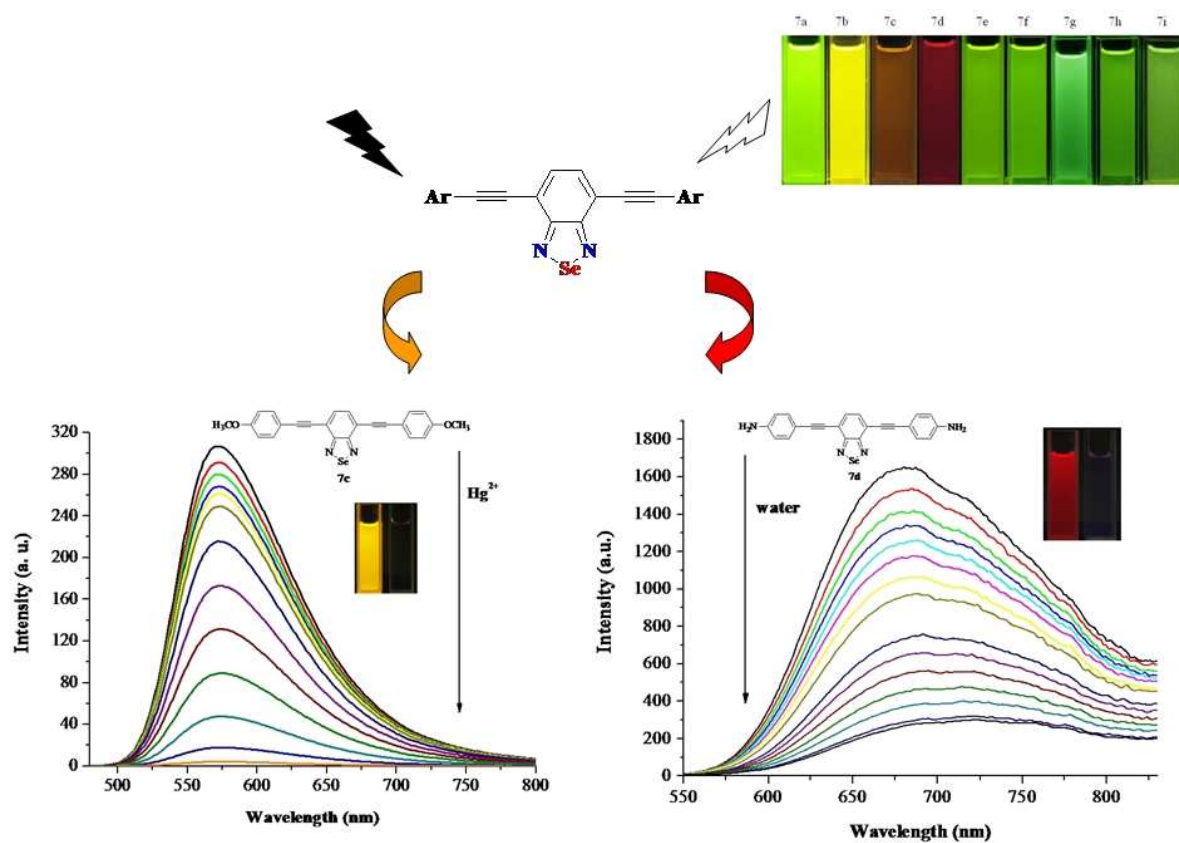 7a 7b 7c 7d 7e 7f 7g 7h 7i
Ar Ar
N N
Se
320
280
240
200
160
120
80
40
0
Intensity (a. u.)
H₃CO OCH₃
N N
Se
7c
Hg²⁺
500 550 600 650 700 750 800
Wavelength (nm)
1800
1600
1400
1200
1000
800
600
400
200
0
Intensity (a.u.)
H₂N NH₂
N N
Se
7d
water
550 600 650 700 750 800
Wavelength (nm)